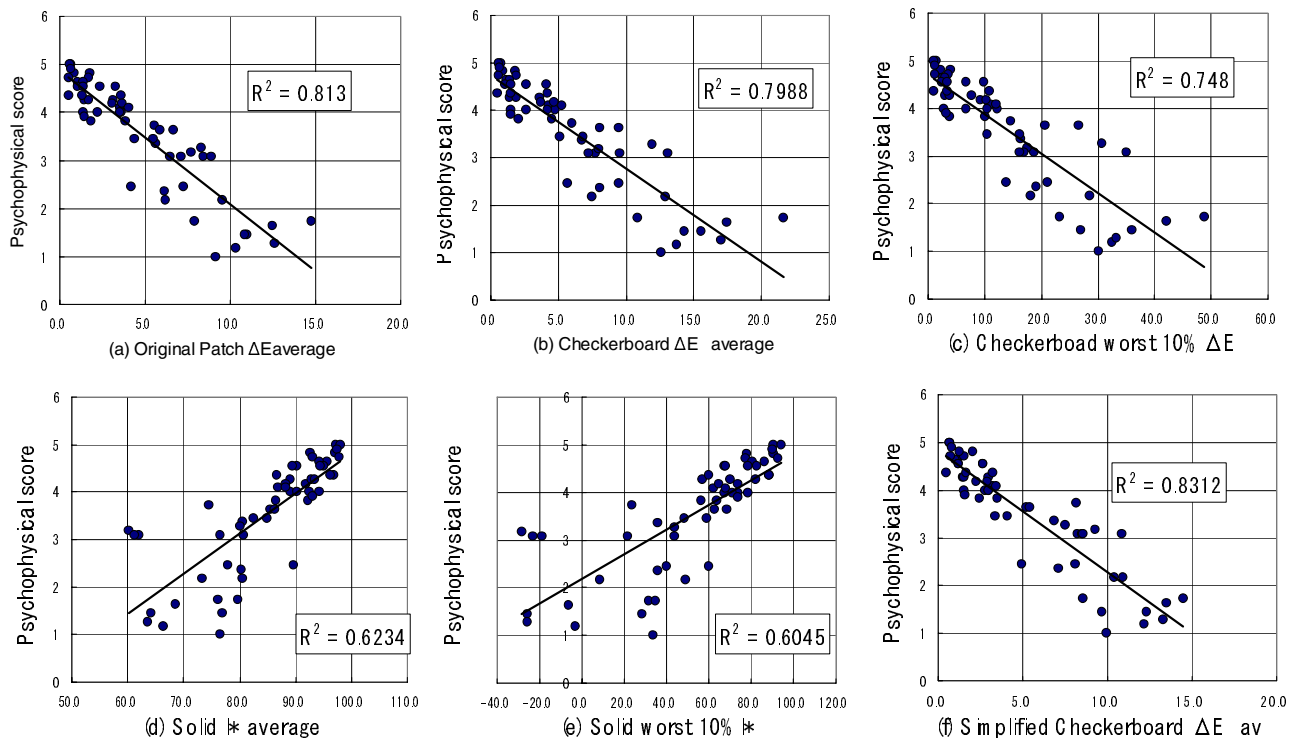 Psychophysical score
6
5
4
3
2
1
0
R² = 0.813
0.0 5.0 10.0 15.0 20.0
(a) Original Patch ΔEaverage
Psychophysical score
6
5
4
3
2
1
0
R² = 0.7988
0.0 5.0 10.0 15.0 20.0 25.0
(b) Checkerboard ΔE average
Psychophysical score
6
5
4
3
2
1
0
R² = 0.748
0.0 10.0 20.0 30.0 40.0 50.0 60.0
(c) Checkerboad worst 10% ΔE
Psychophysical score
6
5
4
3
2
1
0
R² = 0.6234
50.0 60.0 70.0 80.0 90.0 100.0 110.0
(d) Solid I* average
Psychophysical score
6
5
4
3
2
1
0
R² = 0.6045
-40.0 -20.0 0.0 20.0 40.0 60.0 80.0 100.0 120.0
(e) Solid worst 10% I*
Psychophysical score
6
5
4
3
2
1
0
R² = 0.8312
0.0 5.0 10.0 15.0 20.0
(f) Simplified Checkerboard ΔE av